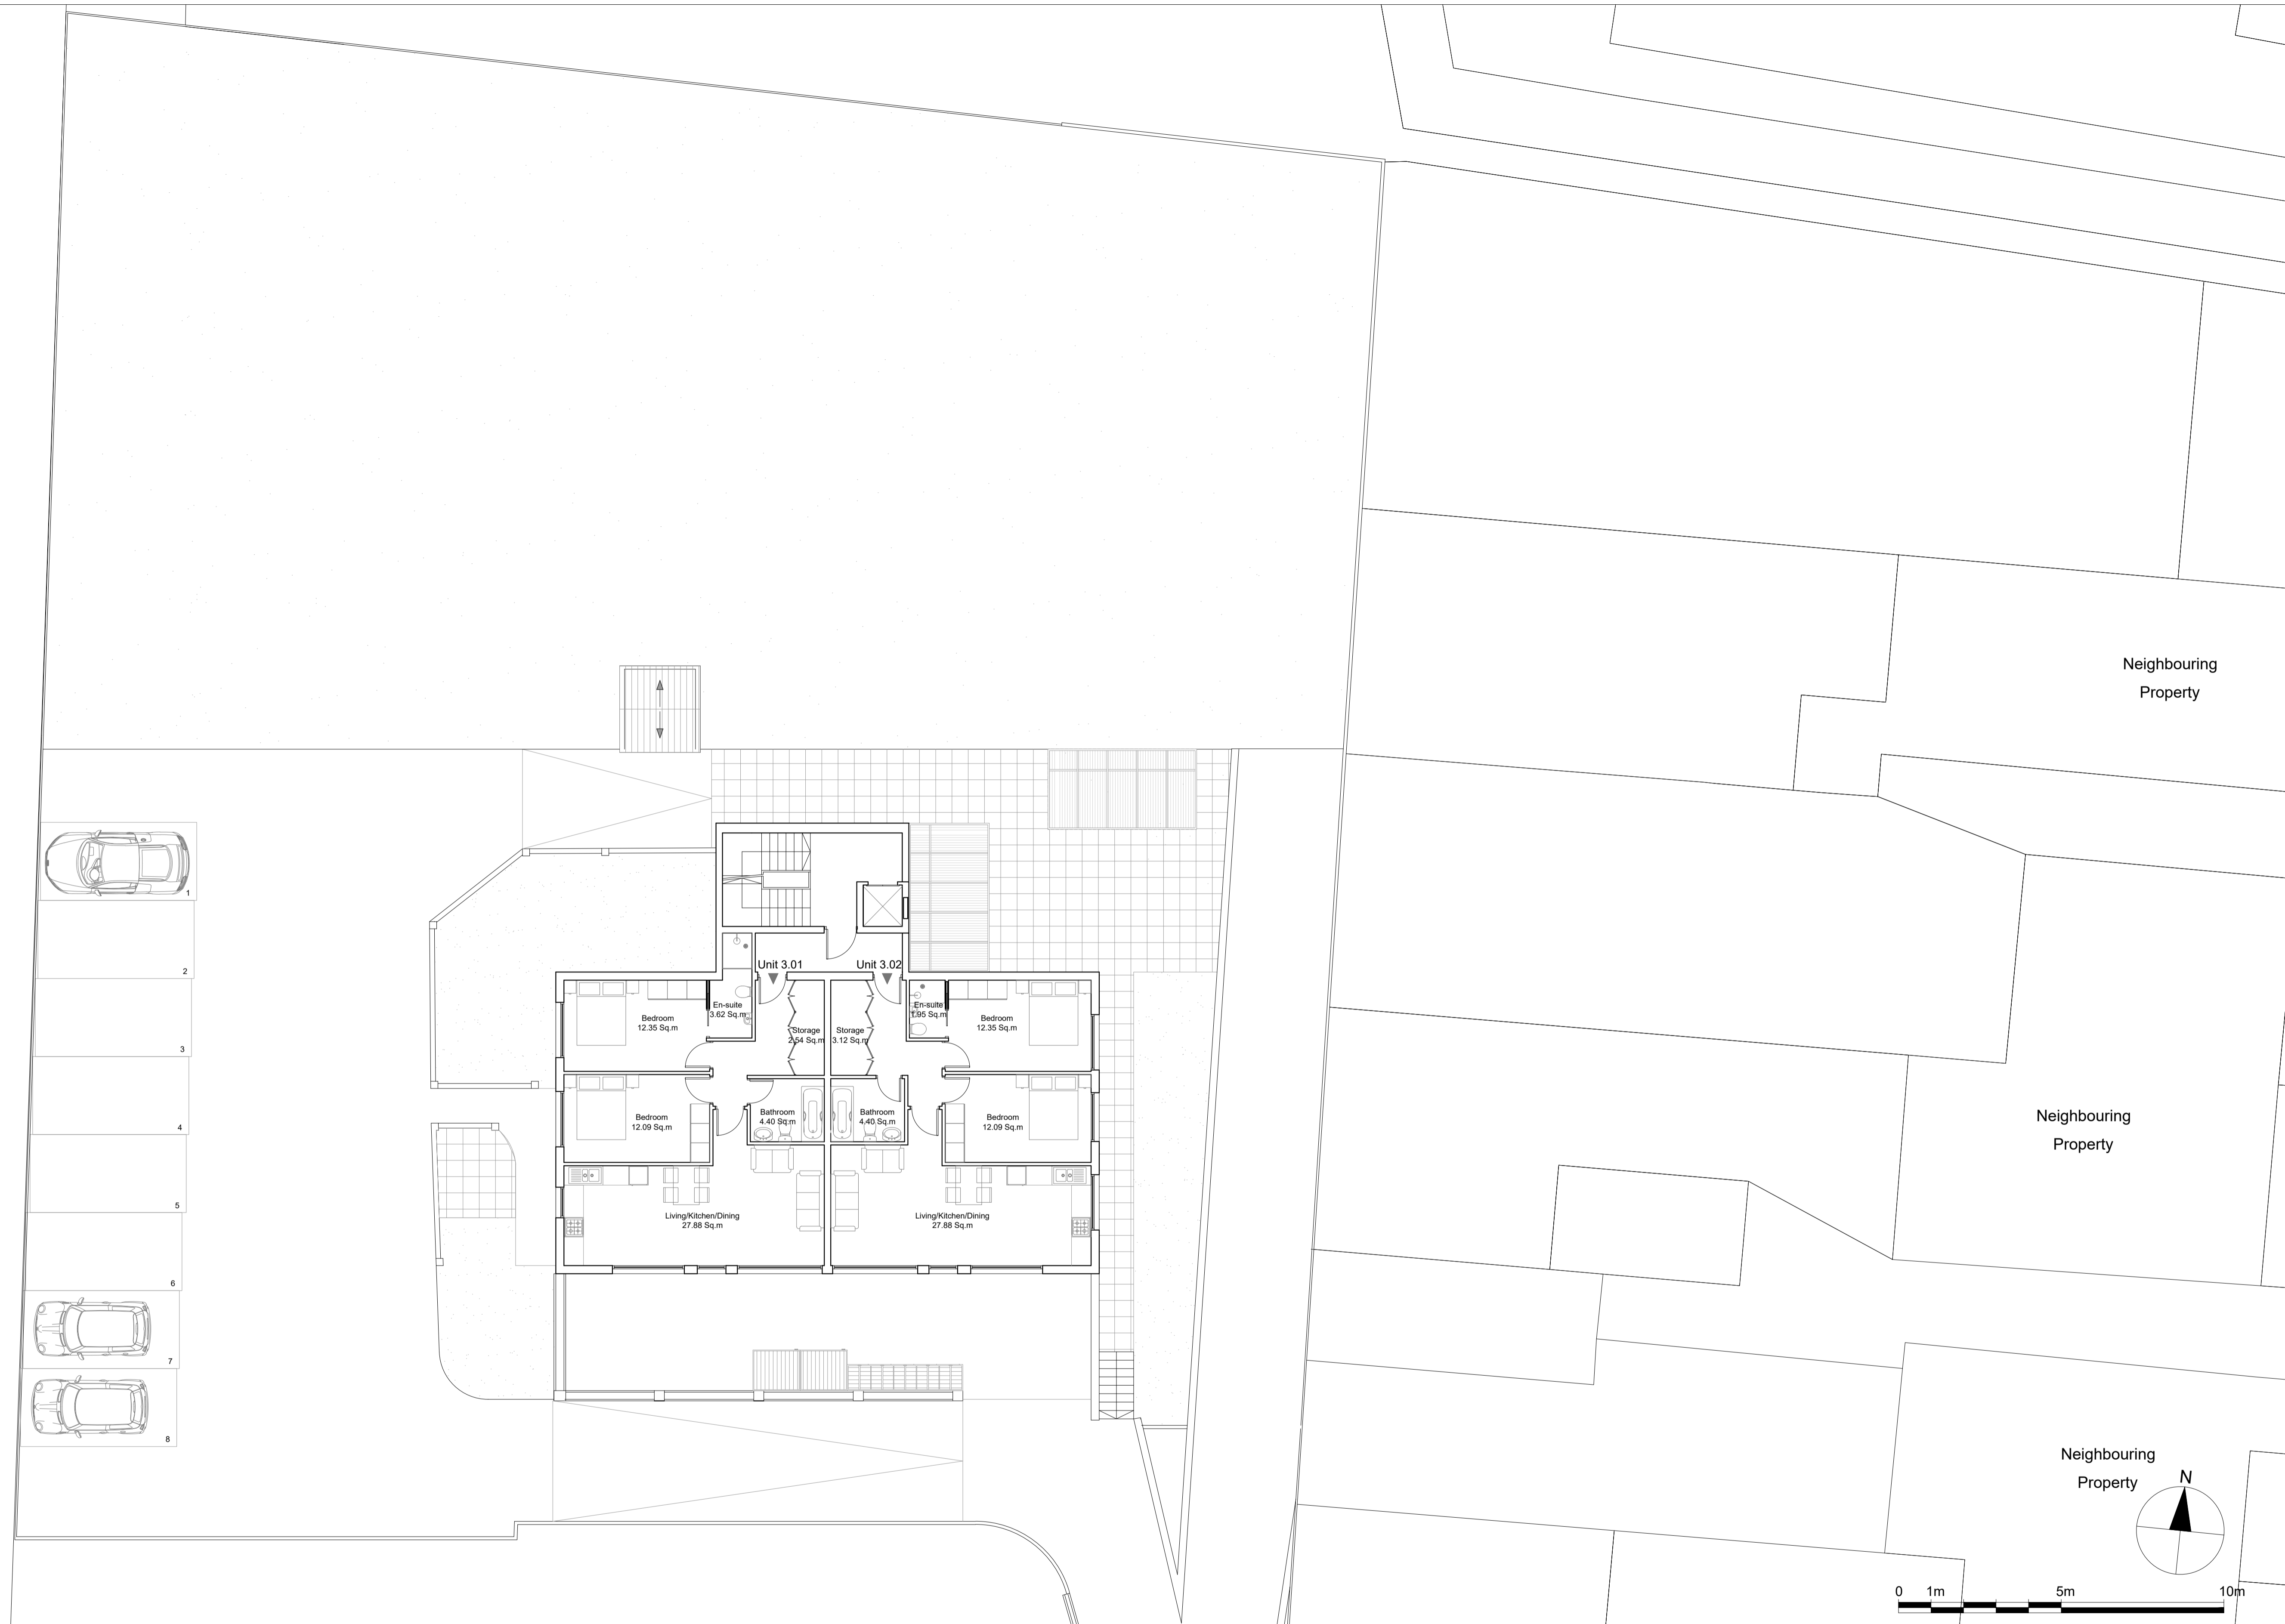 Neighbouring
Property
1
2
3
4
5
6
7
8
Unit 3.01
Unit 3.02
Bedroom
12.35 Sq.m
En-suite
3.62 Sq.m
Storage
2.54 Sq.m
Storage
3.12 Sq.m
En-suite
1.95 Sq.m
Bedroom
12.35 Sq.m
Bedroom
12.09 Sq.m
Bathroom
4.40 Sq.m
Bathroom
4.40 Sq.m
Bedroom
12.09 Sq.m
Living/Kitchen/Dining
27.88 Sq.m
Living/Kitchen/Dining
27.88 Sq.m
Neighbouring
Property
Neighbouring
Property
N
0 1m 5m 10m